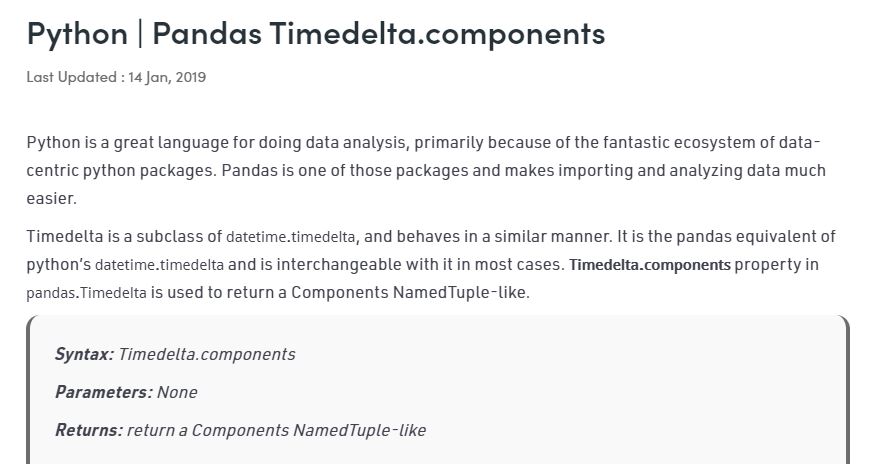 Python | Pandas Timedelta.components
Last Updated : 14 Jan, 2019
Python is a great language for doing data analysis, primarily because of the fantastic ecosystem of data-
centric python packages. Pandas is one of those packages and makes importing and analyzing data much
easier.
Timedelta is a subclass of datetime.timedelta, and behaves in a similar manner. It is the pandas equivalent of
python’s datetime.timedelta and is interchangeable with it in most cases. Timedelta.components property in
pandas.Timedelta is used to return a Components NamedTuple-like.
Syntax: Timedelta.components
Parameters: None
Returns: return a Components NamedTuple-like